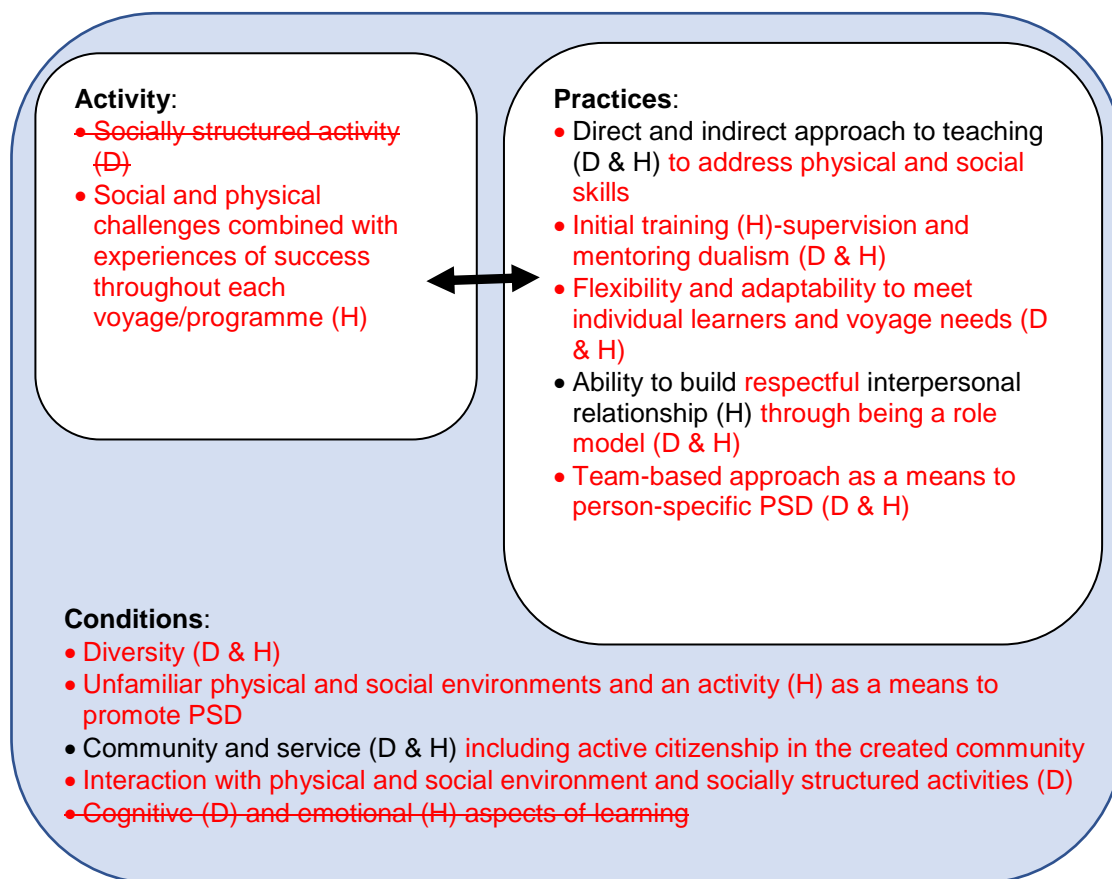 Activity:
• Socially structured activity
(D)
• Social and physical
challenges combined with
experiences of success
throughout each
voyage/programme (H)
Practices:
• Direct and indirect approach to teaching
(D & H) to address physical and social
skills
• Initial training (H)-supervision and
mentoring dualism (D & H)
• Flexibility and adaptability to meet
individual learners and voyage needs (D
& H)
• Ability to build respectful interpersonal
relationship (H) through being a role
model (D & H)
• Team-based approach as a means to
person-specific PSD (D & H)
Conditions:
• Diversity (D & H)
• Unfamiliar physical and social environments and an activity (H) as a means to
promote PSD
• Community and service (D & H) including active citizenship in the created community
• Interaction with physical and social environment and socially structured activities (D)
• Cognitive (D) and emotional (H) aspects of learning